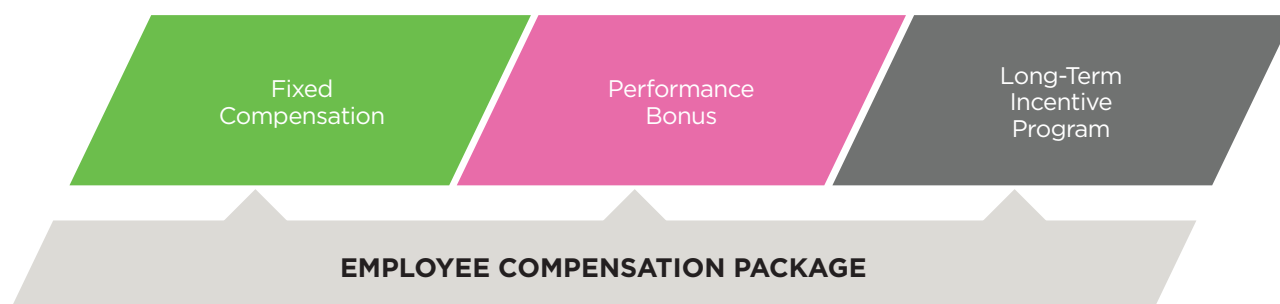 Fixed
Compensation
Performance
Bonus
Long-Term
Incentive
Program
EMPLOYEE COMPENSATION PACKAGE